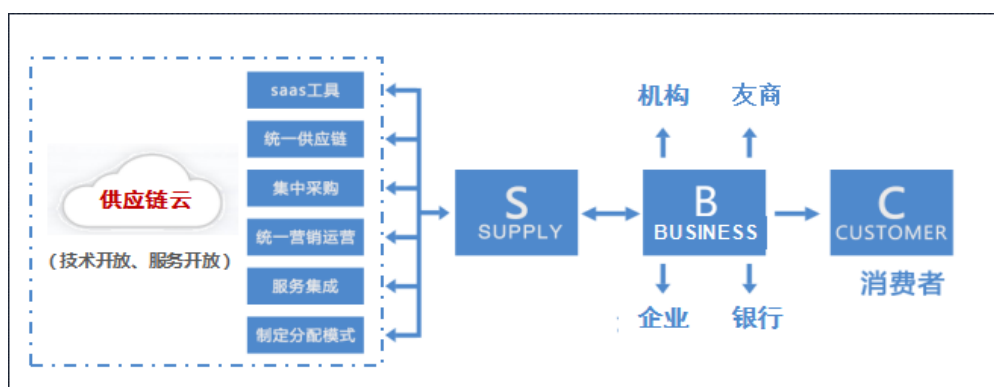 saas工具
统一供应链
集中采购
统一营销运营
服务集成
制定分配模式
供应链云
（技术开放、服务开放）
S
SUPPLY
机构
友商
B
BUSINESS
企业
银行
C
CUSTOMER
消费者